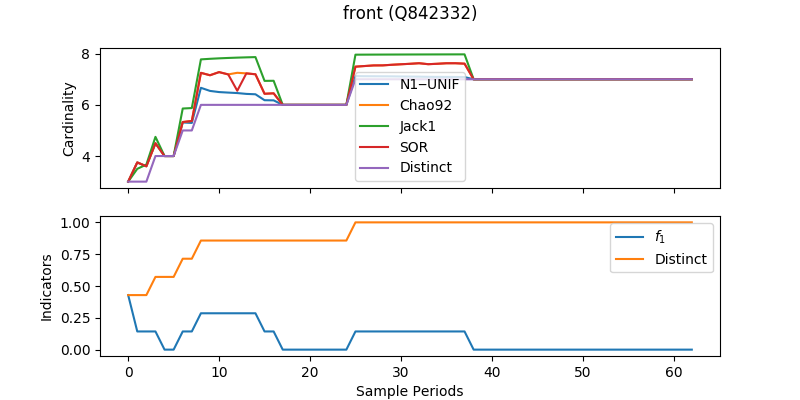 front (Q842332)
Cardinality
8
6
4
N1−UNIF
Chao92
Jack1
SOR
Distinct
Indicators
1.00
0.75
0.50
0.25
0.00
f1
Distinct
0 10 20 30 40 50 60
Sample Periods